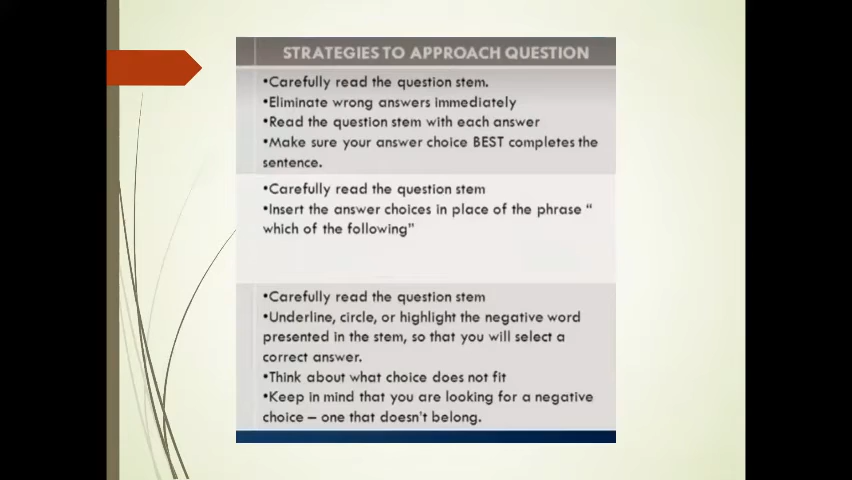 STRATEGIES TO APPROACH QUESTION
•Carefully read the question stem.
•Eliminate wrong answers immediately
•Read the question stem with each answer
•Make sure your answer choice BEST completes the
sentence.
•Carefully read the question stem
•Insert the answer choices in place of the phrase “
which of the following”
•Carefully read the question stem
•Underline, circle, or highlight the negative word
presented in the stem, so that you will select a
correct answer.
•Think about what choice does not fit
•Keep in mind that you are looking for a negative
choice – one that doesn't belong.